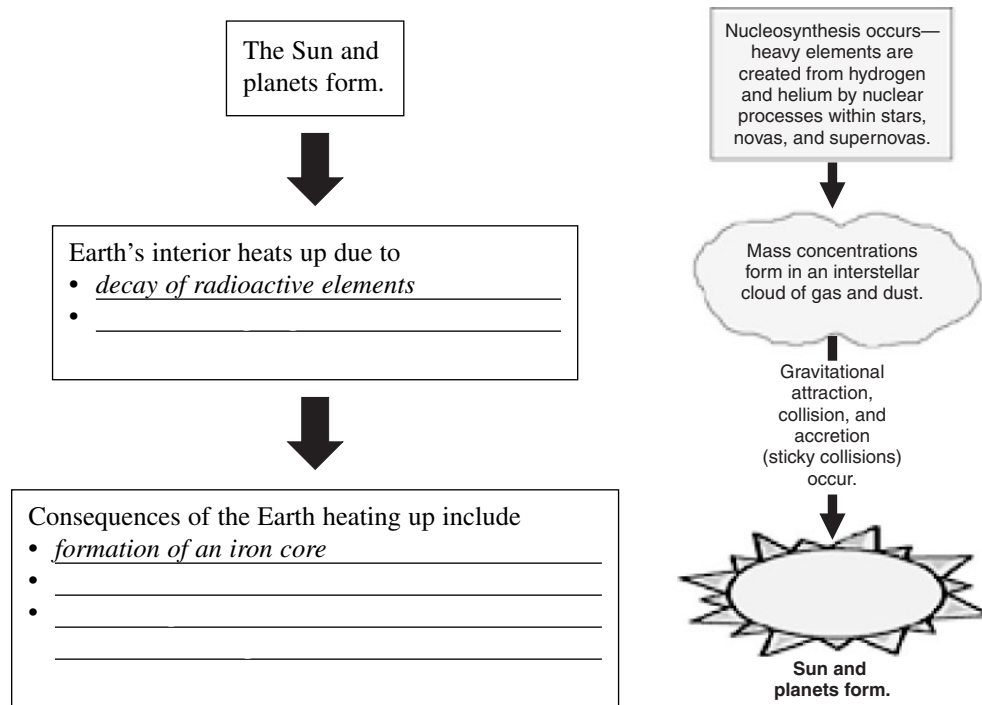 The Sun and
planets form.
Earth's interior heats up due to
• decay of radioactive elements
•
Consequences of the Earth heating up include
• formation of an iron core
•
•
Nucleosynthesis occurs—
heavy elements are
created from hydrogen
and helium by nuclear
processes within stars,
novas, and supernovas.
Mass concentrations
form in an interstellar
cloud of gas and dust.
Gravitational
attraction,
collision, and
accretion
(sticky collisions)
occur.
Sun and
planets form.